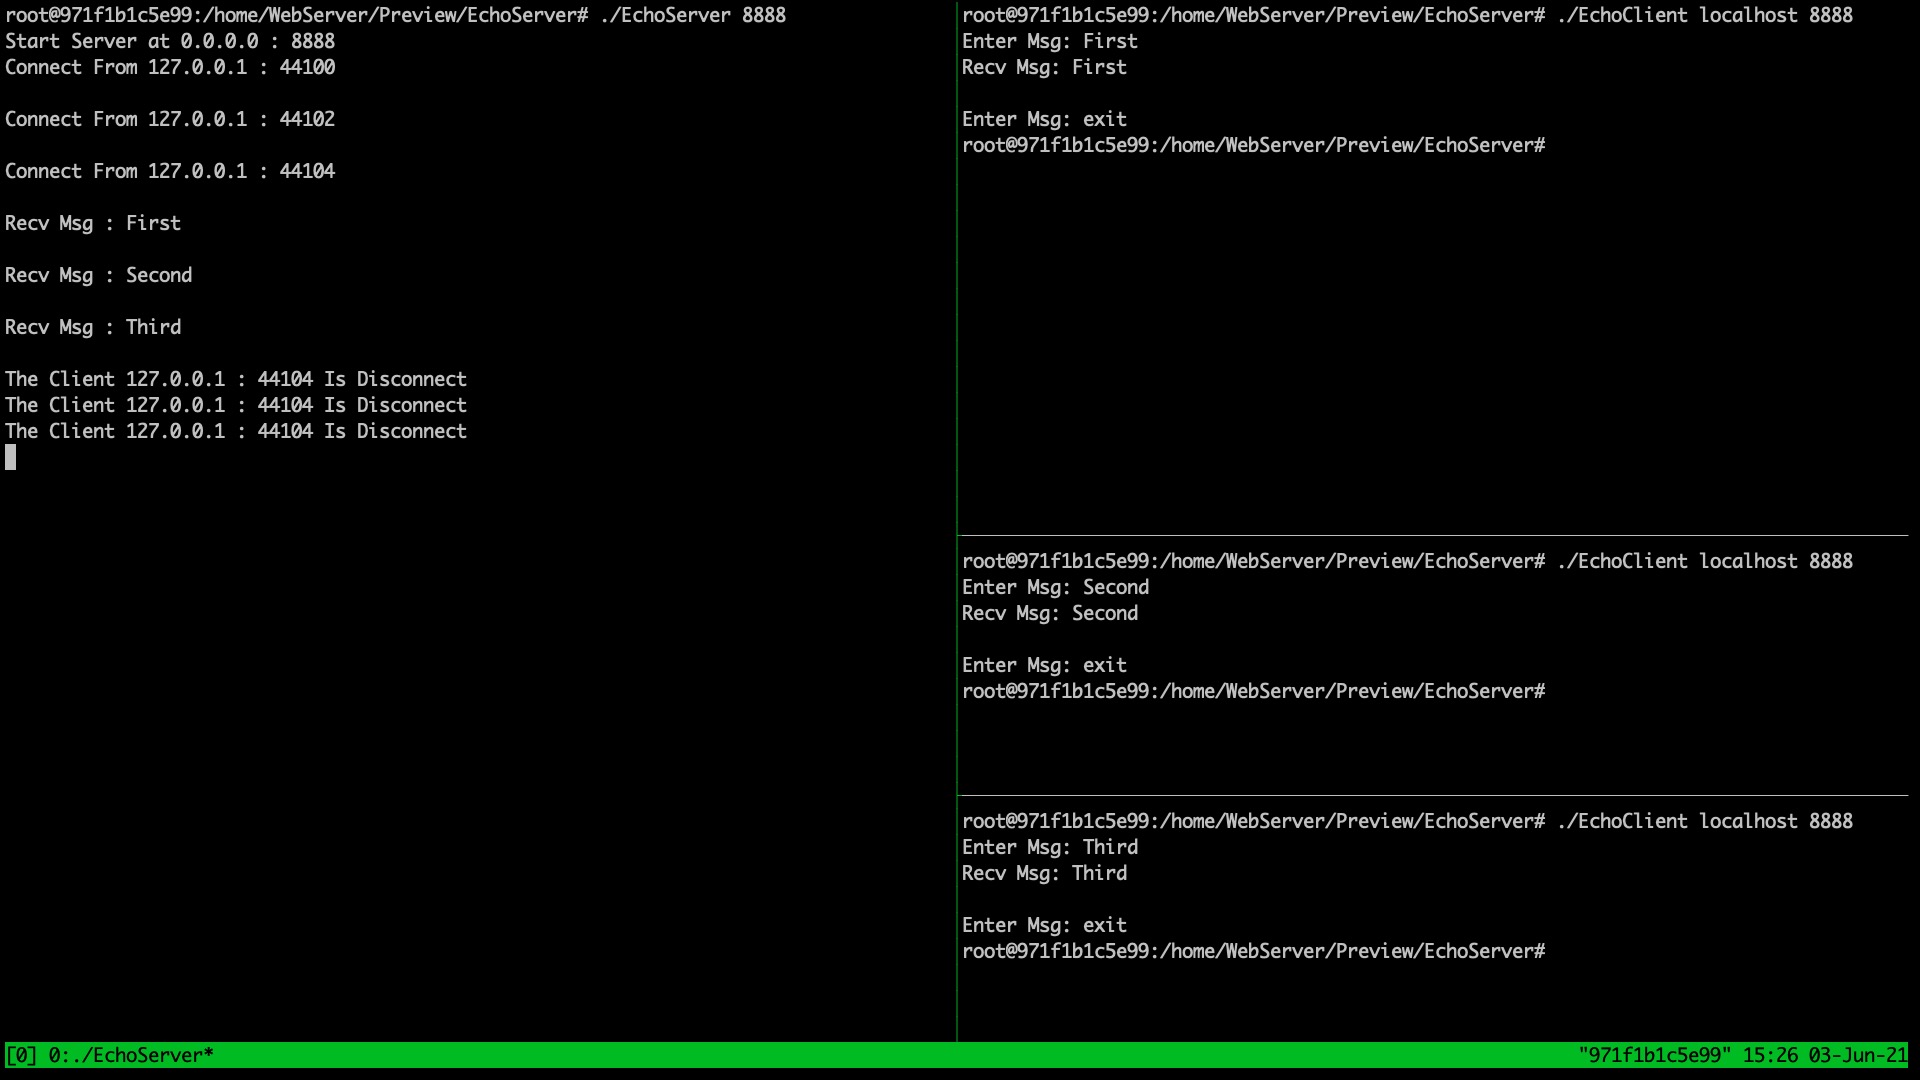 root@971f1b1c5e99:/home/WebServer/Preview/EchoServer# ./EchoServer 8888
Start Server at 0.0.0.0 : 8888
Connect From 127.0.0.1 : 44100
Connect From 127.0.0.1 : 44102
Connect From 127.0.0.1 : 44104
Recv Msg : First
Recv Msg : Second
Recv Msg : Third
The Client 127.0.0.1 : 44104 Is Disconnect
The Client 127.0.0.1 : 44104 Is Disconnect
The Client 127.0.0.1 : 44104 Is Disconnect
root@971f1b1c5e99:/home/WebServer/Preview/EchoServer# ./EchoClient localhost 8888
Enter Msg: First
Recv Msg: First
Enter Msg: exit
root@971f1b1c5e99:/home/WebServer/Preview/EchoServer#
root@971f1b1c5e99:/home/WebServer/Preview/EchoServer# ./EchoClient localhost 8888
Enter Msg: Second
Recv Msg: Second
Enter Msg: exit
root@971f1b1c5e99:/home/WebServer/Preview/EchoServer#
root@971f1b1c5e99:/home/WebServer/Preview/EchoServer# ./EchoClient localhost 8888
Enter Msg: Third
Recv Msg: Third
Enter Msg: exit
root@971f1b1c5e99:/home/WebServer/Preview/EchoServer#
[0] 0:./EchoServer* "971f1b1c5e99" 15:26 03-Jun-21